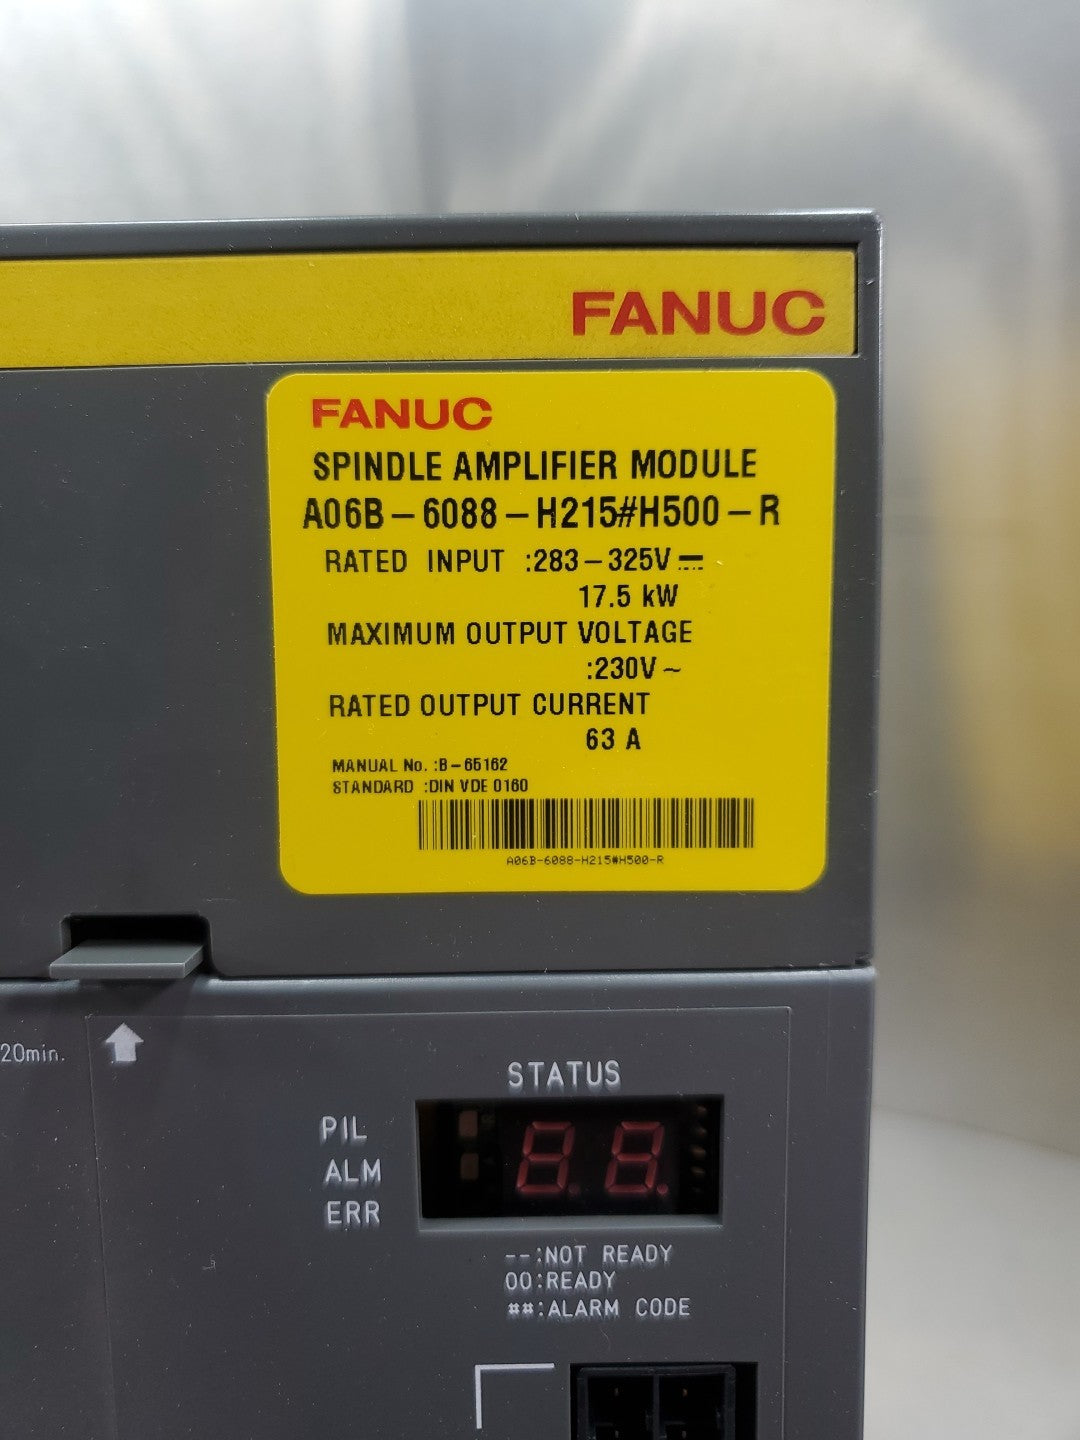 FANUC
FANUC
SPINDLE AMPLIFIER MODULE
A06B-6088-H215#H500-R
RATED INPUT :283-325V ⎓
17.5 kW
MAXIMUM OUTPUT VOLTAGE
:230V ~
RATED OUTPUT CURRENT
63 A
MANUAL No. :B-65162
STANDARD :DIN VDE 0160
A06B-6088-H215#H500-R
20min.
STATUS
PIL
ALM
ERR
8.8.
--:NOT READY
00:READY
##:ALARM CODE